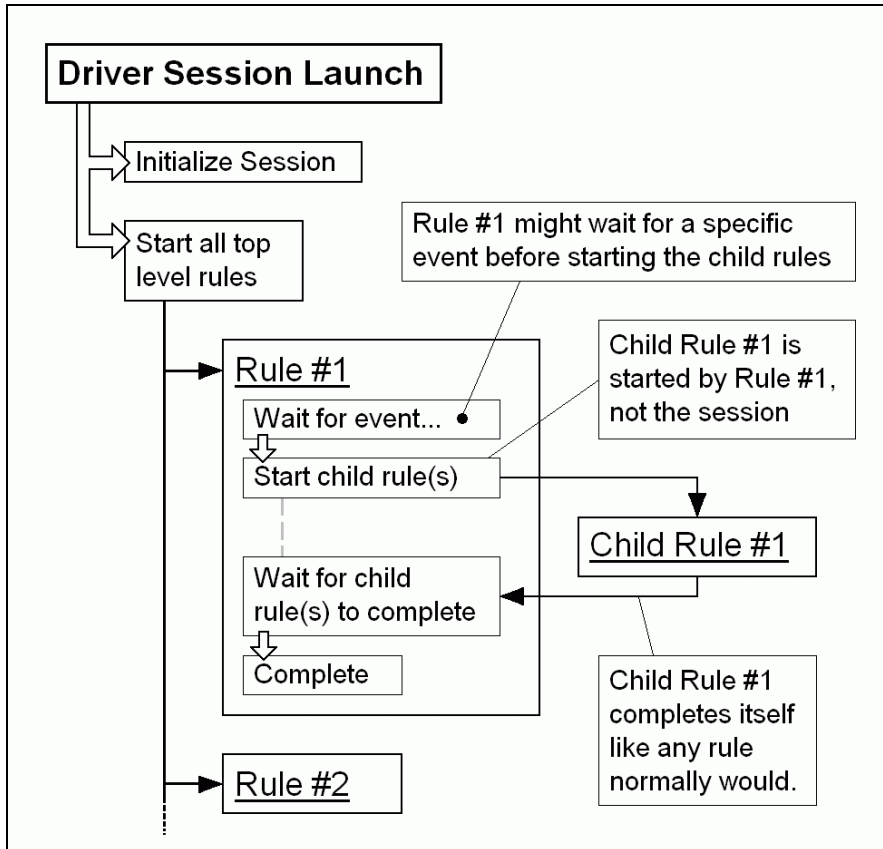 Driver Session Launch
Initialize Session
Start all top
level rules
Rule #1 might wait for a specific
event before starting the child rules
Child Rule #1 is
started by Rule #1,
not the session
Rule #1
Wait for event...
Start child rule(s)
Child Rule #1
Wait for child
rule(s) to complete
Complete
Child Rule #1
completes itself
like any rule
normally would.
Rule #2